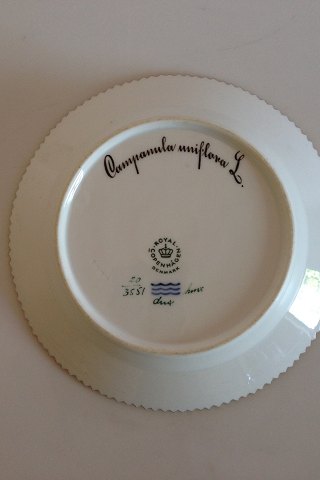 Campanula uniflora L.
ROYAL
COPENHAGEN
DENMARK
20
3551